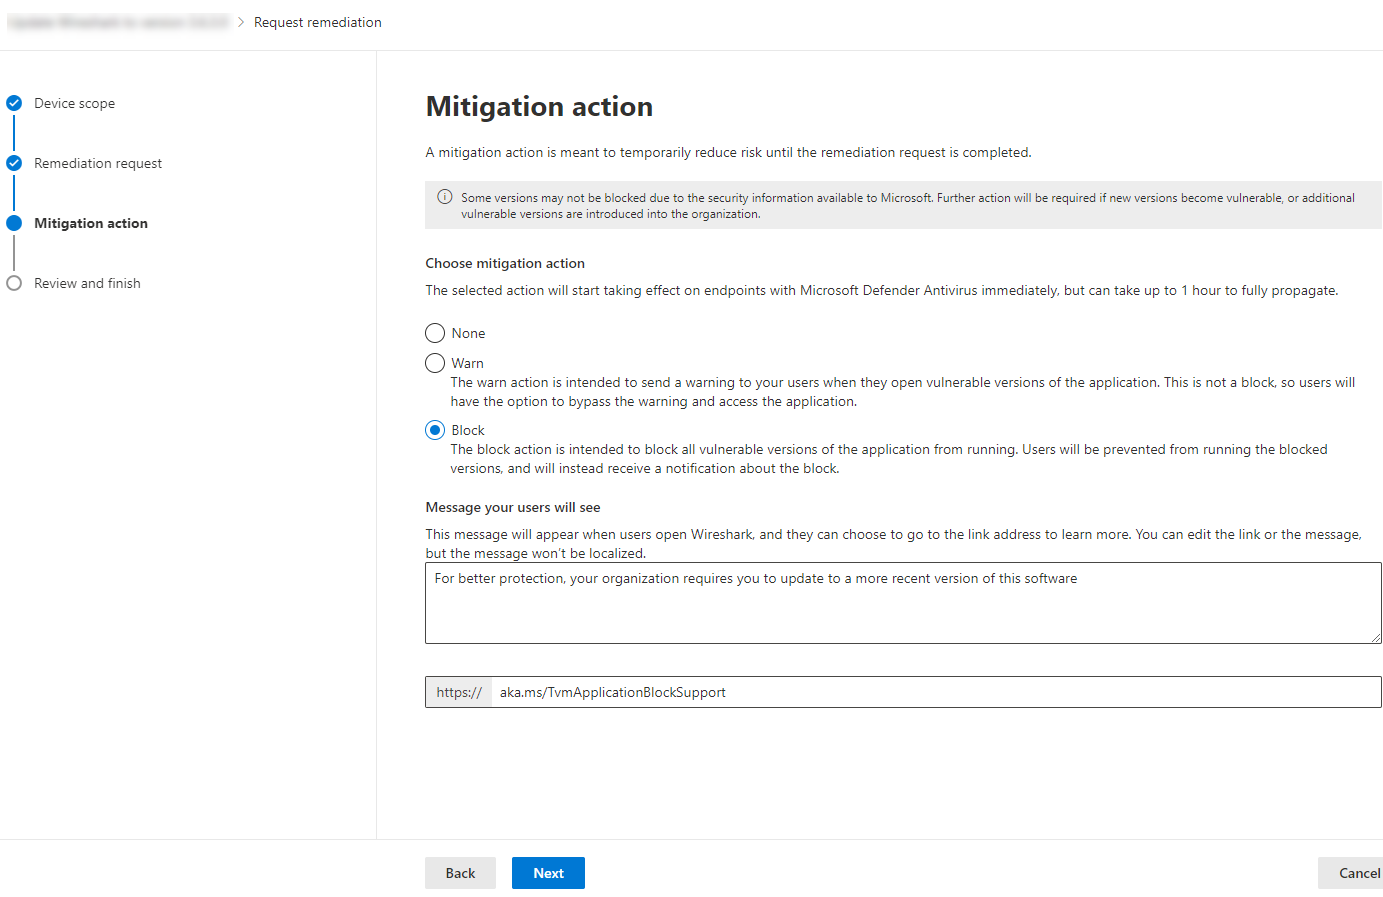 Request remediation
Device scope
Remediation request
Mitigation action
Review and finish
Mitigation action
A mitigation action is meant to temporarily reduce risk until the remediation request is completed.
Some versions may not be blocked due to the security information available to Microsoft. Further action will be required if new versions become vulnerable, or additional
vulnerable versions are introduced into the organization.
Choose mitigation action
The selected action will start taking effect on endpoints with Microsoft Defender Antivirus immediately, but can take up to 1 hour to fully propagate.
None
Warn
The warn action is intended to send a warning to your users when they open vulnerable versions of the application. This is not a block, so users will
have the option to bypass the warning and access the application.
Block
The block action is intended to block all vulnerable versions of the application from running. Users will be prevented from running the blocked
versions, and will instead receive a notification about the block.
Message your users will see
This message will appear when users open Wireshark, and they can choose to go to the link address to learn more. You can edit the link or the message,
but the message won't be localized.
For better protection, your organization requires you to update to a more recent version of this software
https:// aka.ms/TvmApplicationBlockSupport
Back Next Cancel